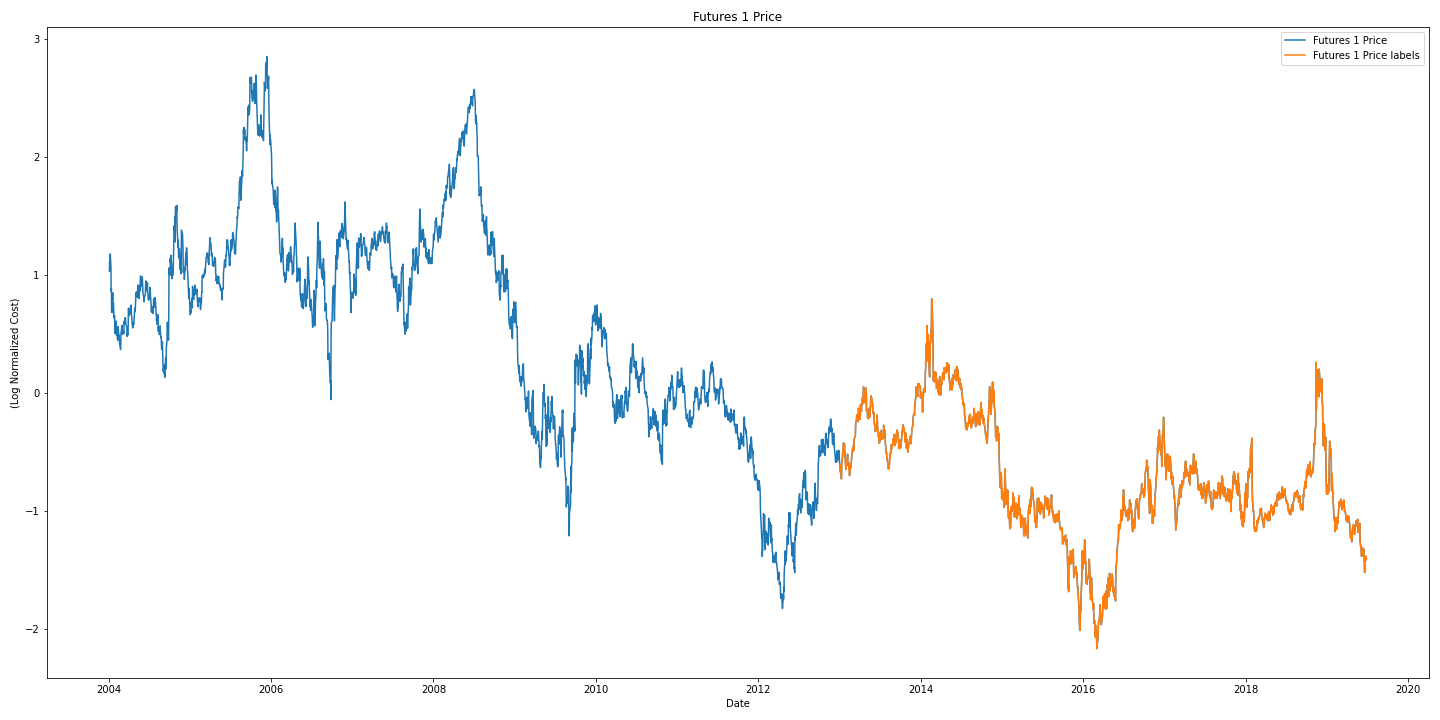 Futures 1 Price
Futures 1 Price
Futures 1 Price labels
3
2
1
0
−1
−2
(Log Normalized Cost)
2004 2006 2008 2010 2012 2014 2016 2018 2020
Date